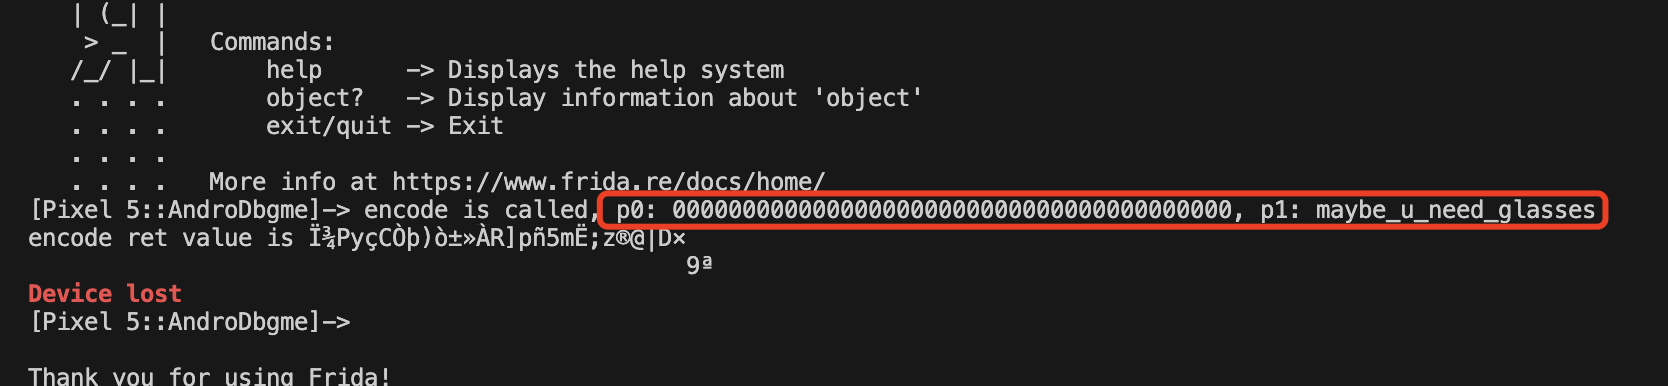 | (_| |
> _  |   Commands:
/_/ |_|       help      -> Displays the help system
. . . .       object?   -> Display information about 'object'
. . . .       exit/quit -> Exit
. . . .
. . . .   More info at https://www.frida.re/docs/home/
[Pixel 5::AndroDbgme]-> encode is called, p0: 0000000000000000000000000000000000000000, p1: maybe_u_need_glasses
encode ret value is Ï¾PyçCÒþ)ò±»ÀR]pñ5mË;z®@|D×
9ª
Device lost
[Pixel 5::AndroDbgme]->
Thank you for using Frida!